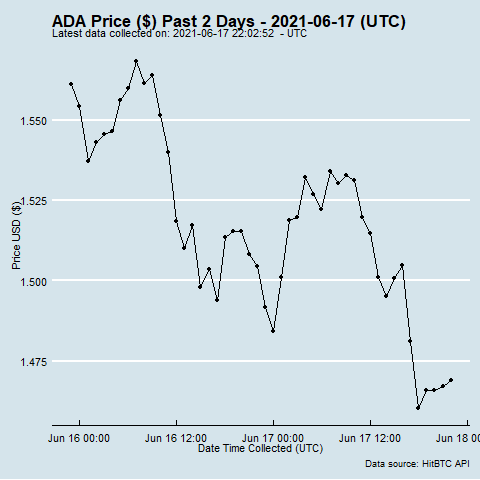 ADA Price ($) Past 2 Days - 2021-06-17 (UTC)
Latest data collected on: 2021-06-17 22:02:52 - UTC
1.550
1.525
1.500
1.475
Price USD ($)
Jun 16 00:00 Jun 16 12:00 Jun 17 00:00 Jun 17 12:00 Jun 18 00
Date Time Collected (UTC)
Data source: HitBTC API